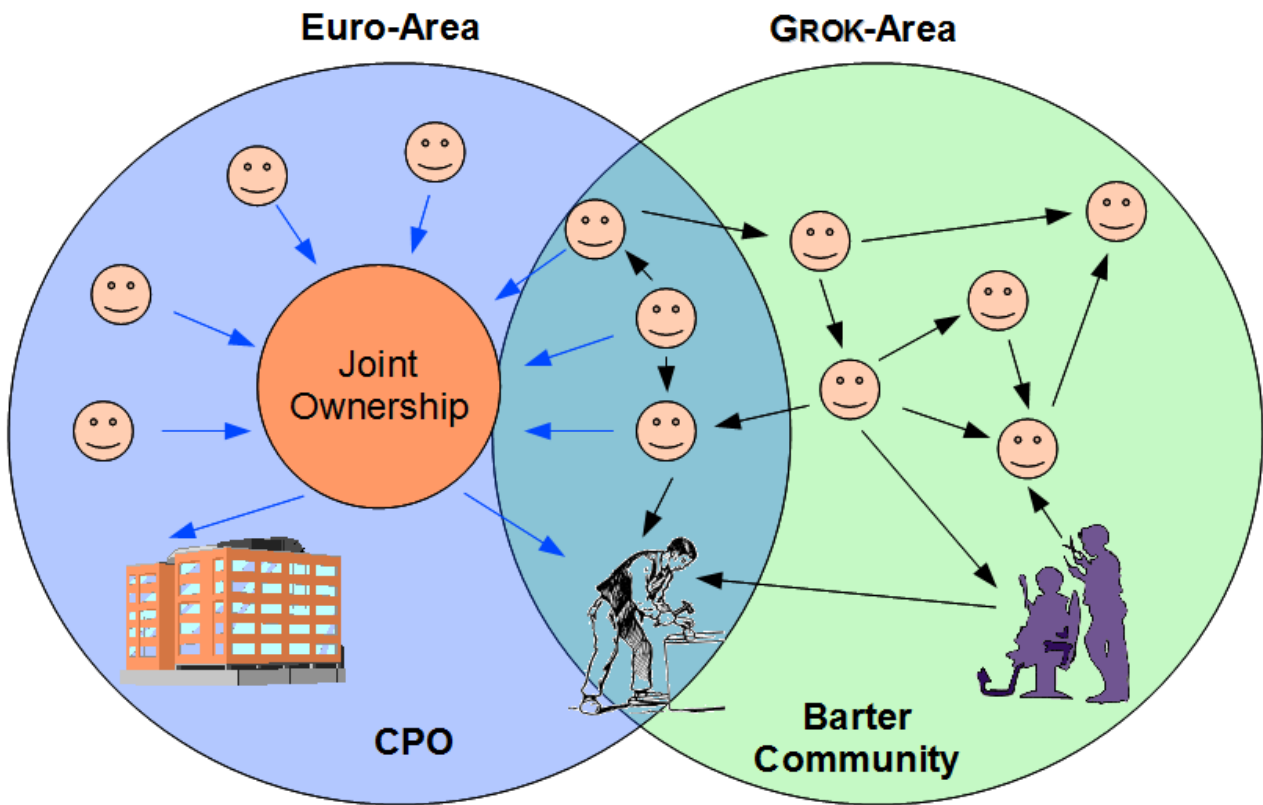 Euro-Area
GROK-Area
Joint
Ownership
CPO
Barter
Community